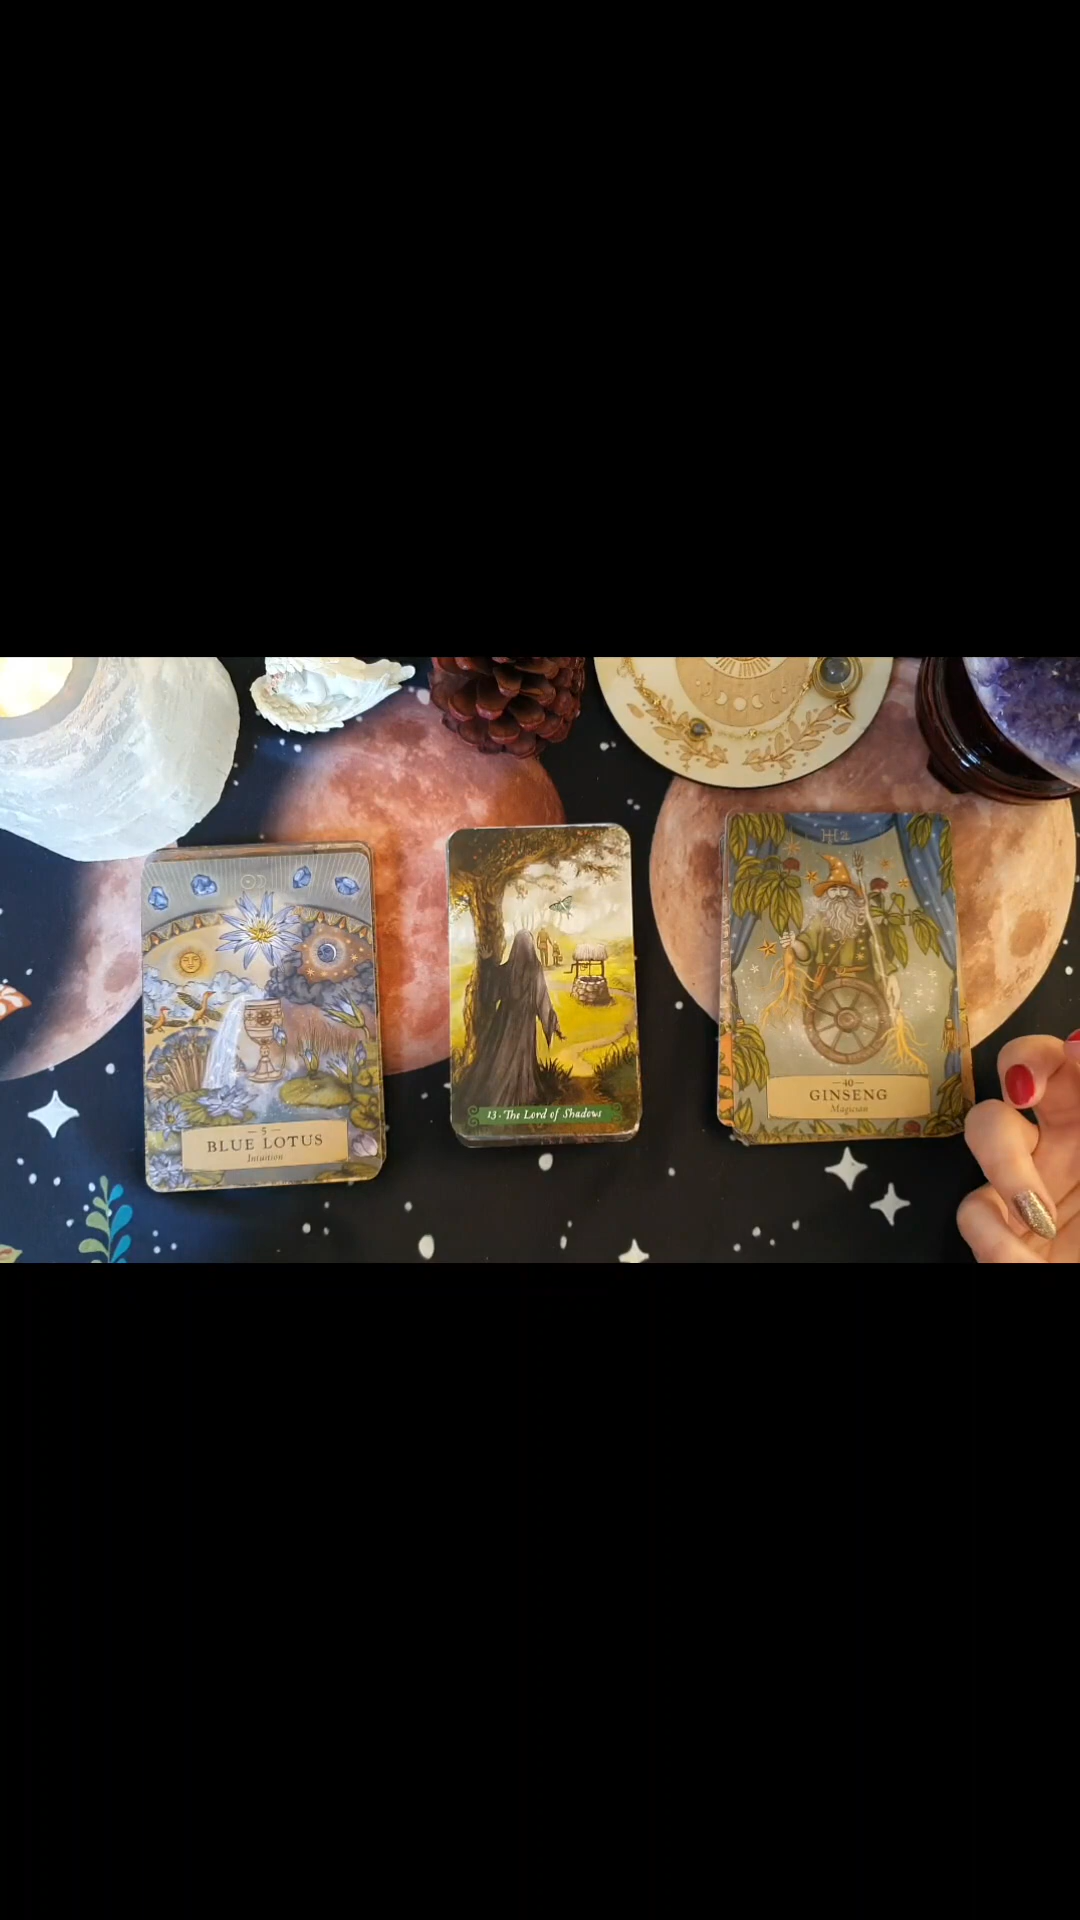 5
BLUE LOTUS
Intuition
13 · The Lord of Shadows
40
GINSENG
Magician